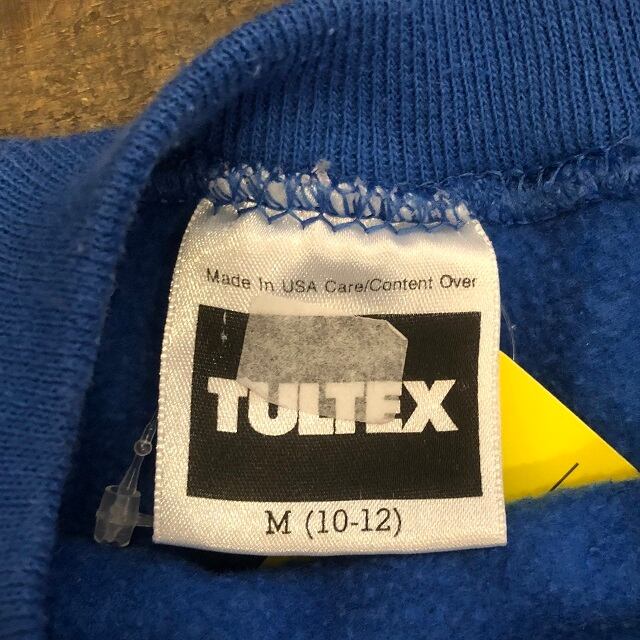 Made In USA Care/Content Over
TULTEX
M (10-12)